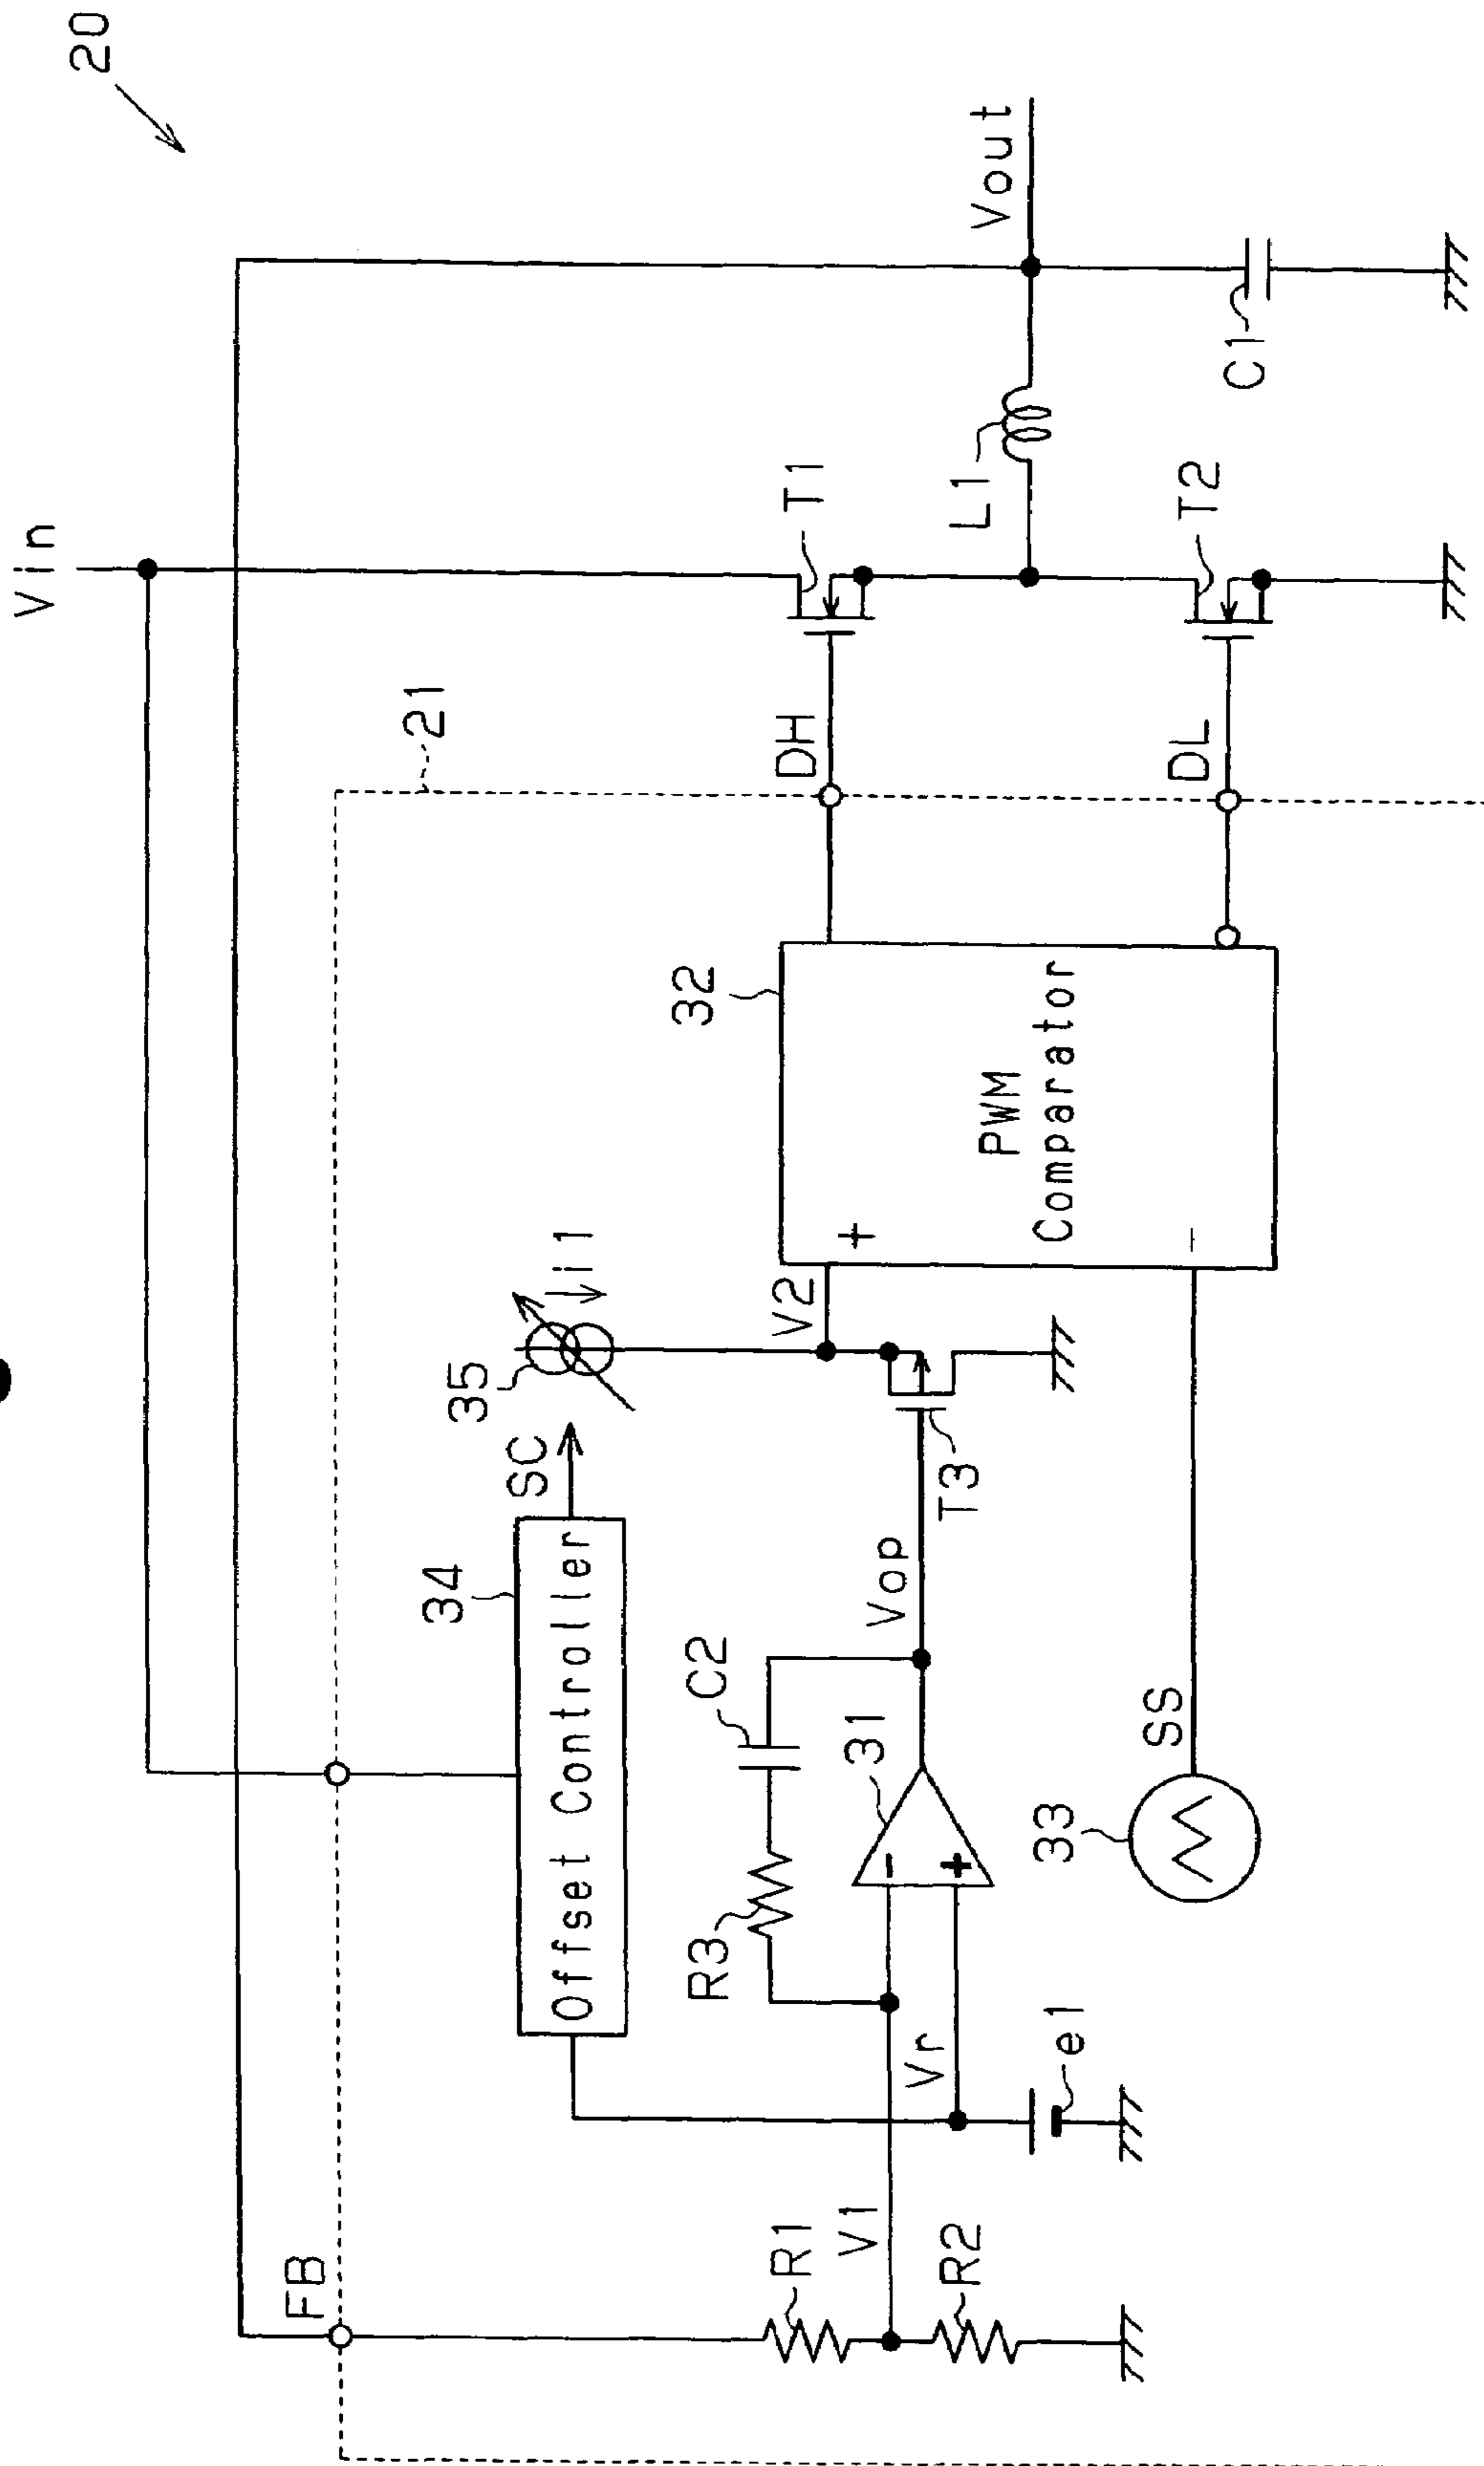 20
Vin
FB
21
34
Offset Controller
SC
35
i1
R3
C2
32
DH
T1
R1
V1
Vr
31
Vop
V2
+
PWM
Comparator
L1
Vout
-
+
T3
R2
e1
33
SS
-
DL
T2
C1